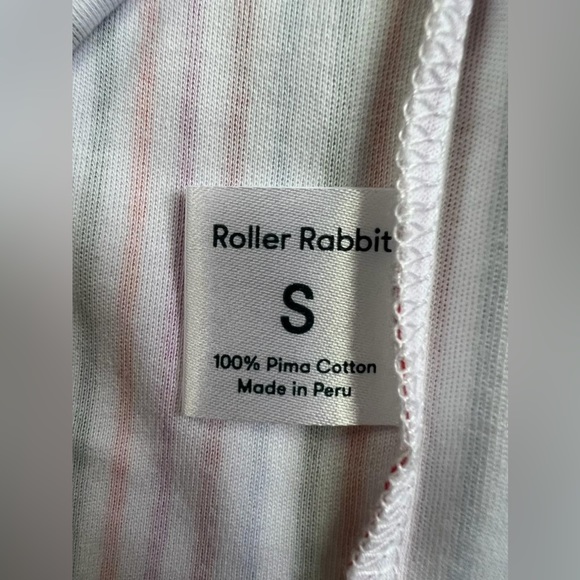 Roller Rabbit
S
100% Pima Cotton
Made in Peru